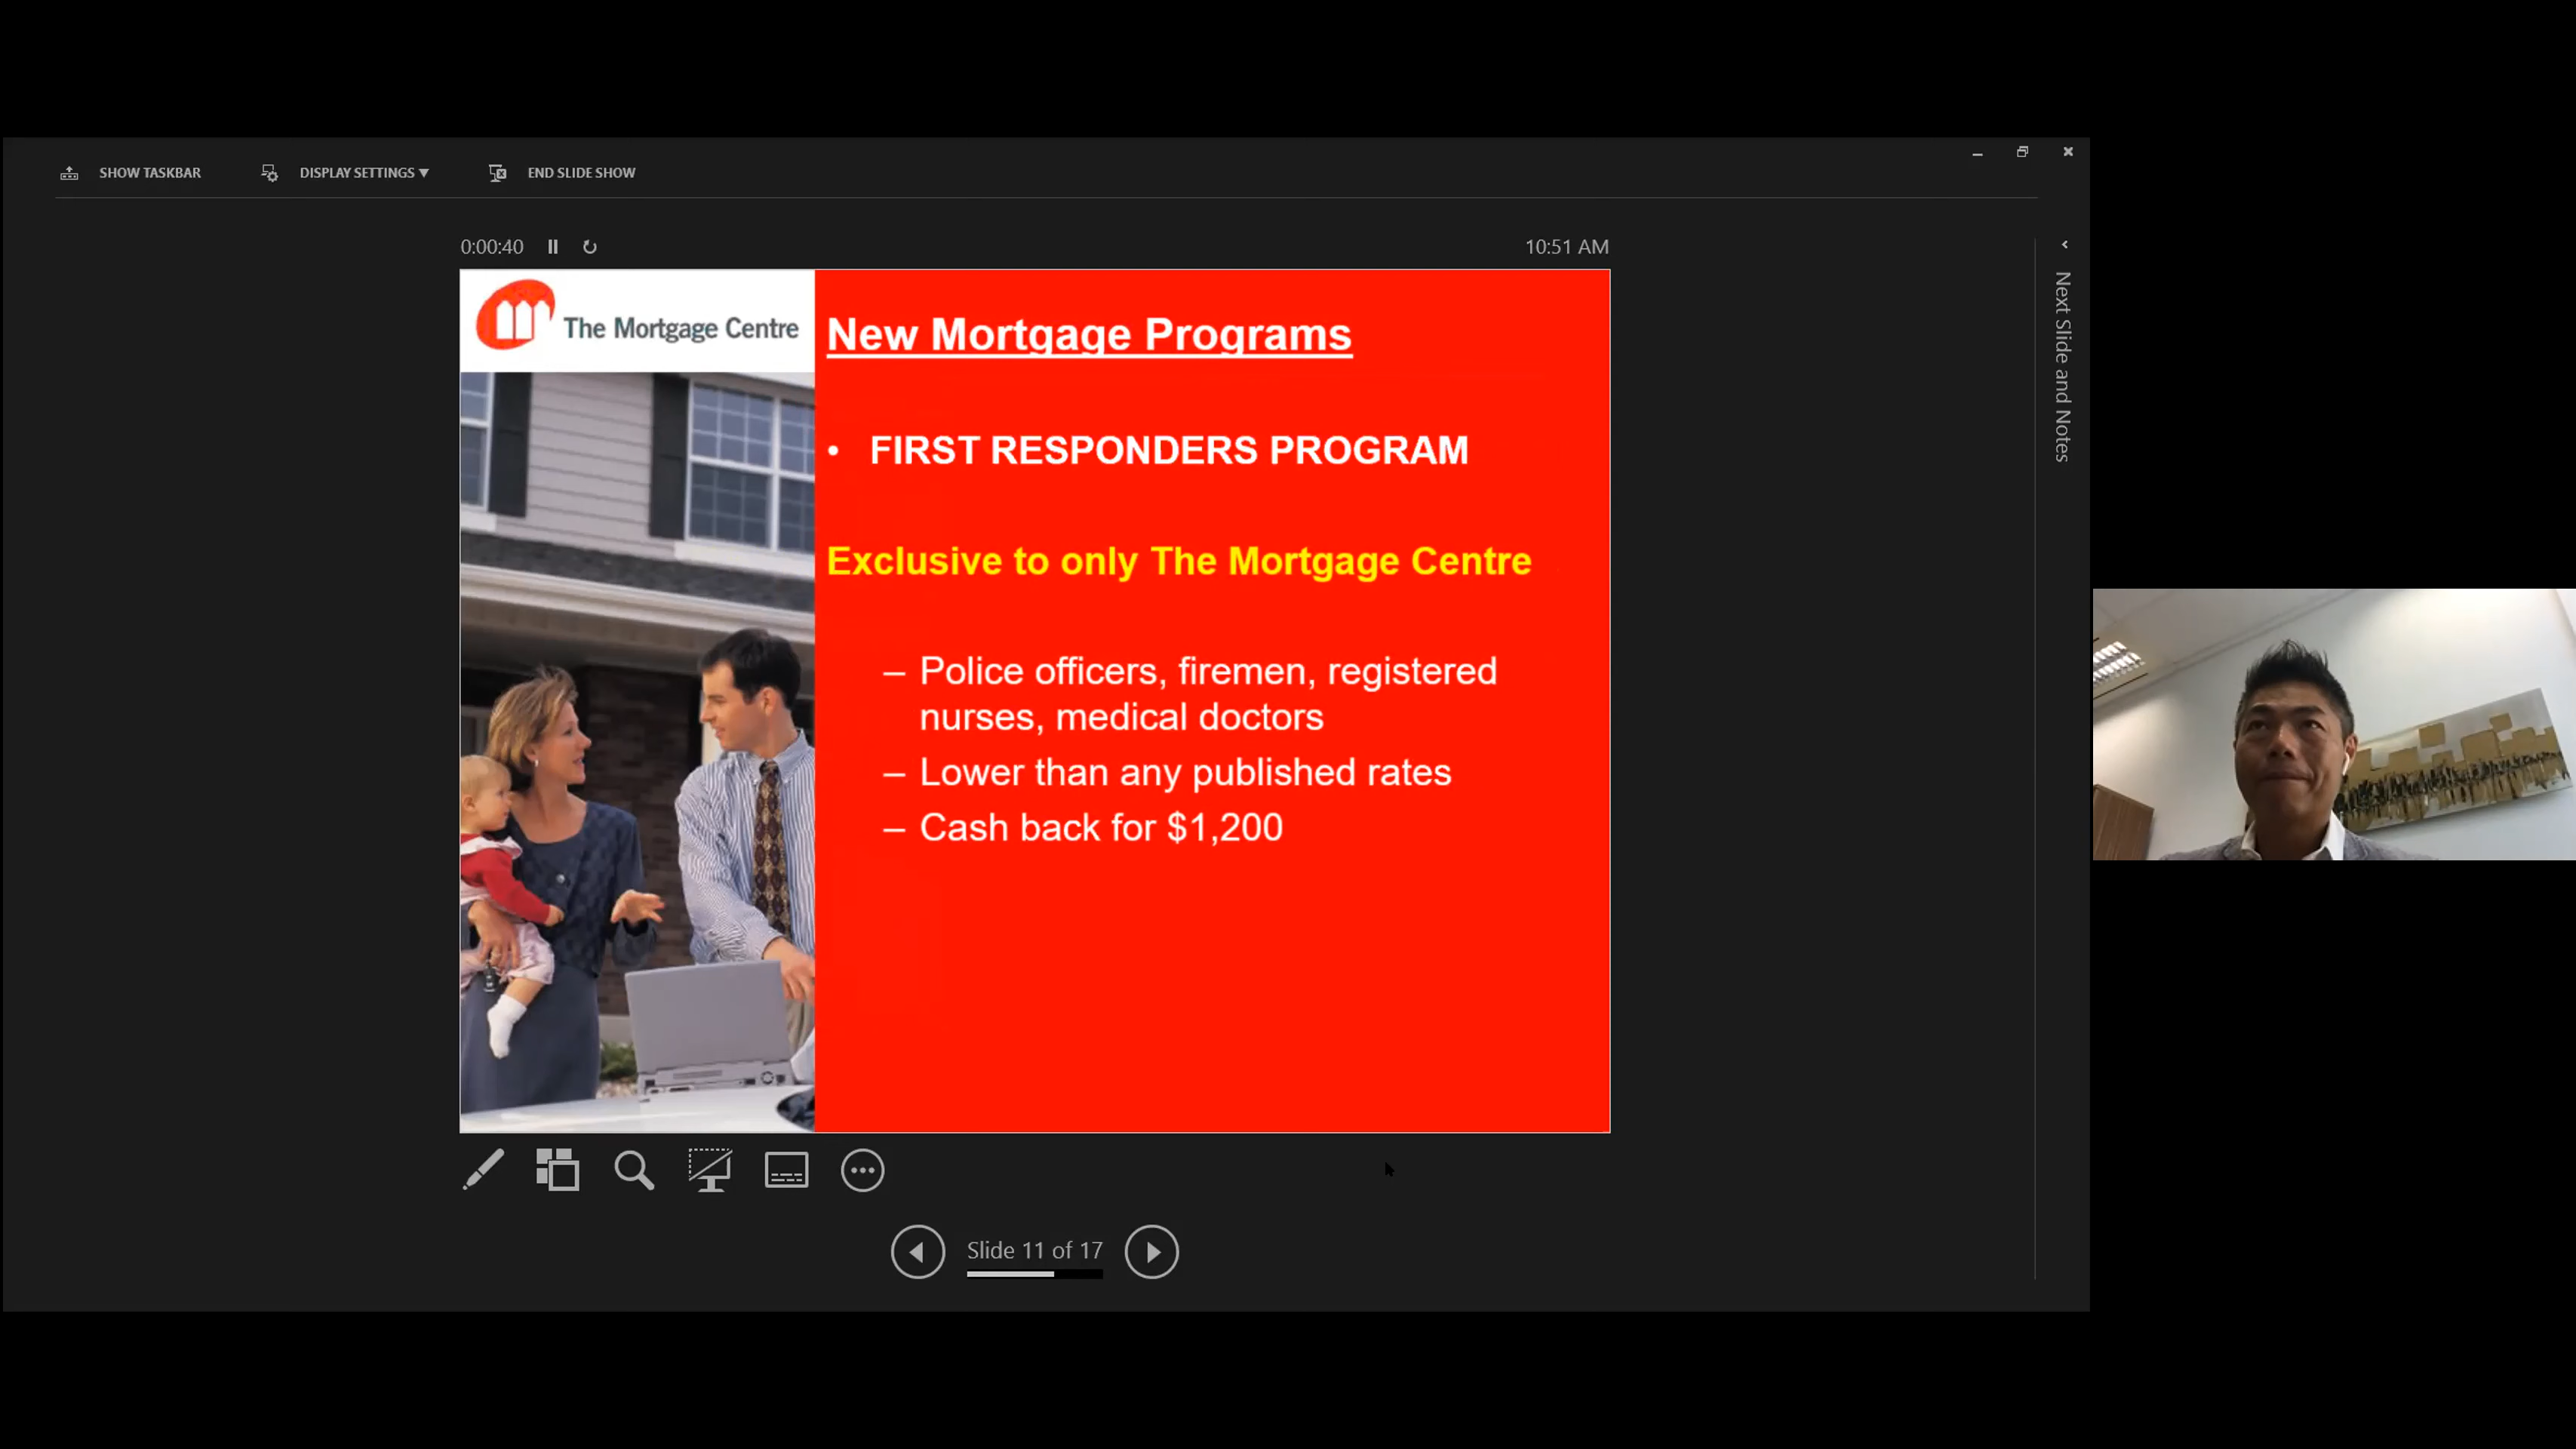 SHOW TASKBAR
DISPLAY SETTINGS ▼
END SLIDE SHOW
0:00:40
10:51 AM
The Mortgage Centre
New Mortgage Programs
• FIRST RESPONDERS PROGRAM
Exclusive to only The Mortgage Centre
– Police officers, firemen, registered
nurses, medical doctors
– Lower than any published rates
– Cash back for $1,200
Next Slide and Notes
Slide 11 of 17